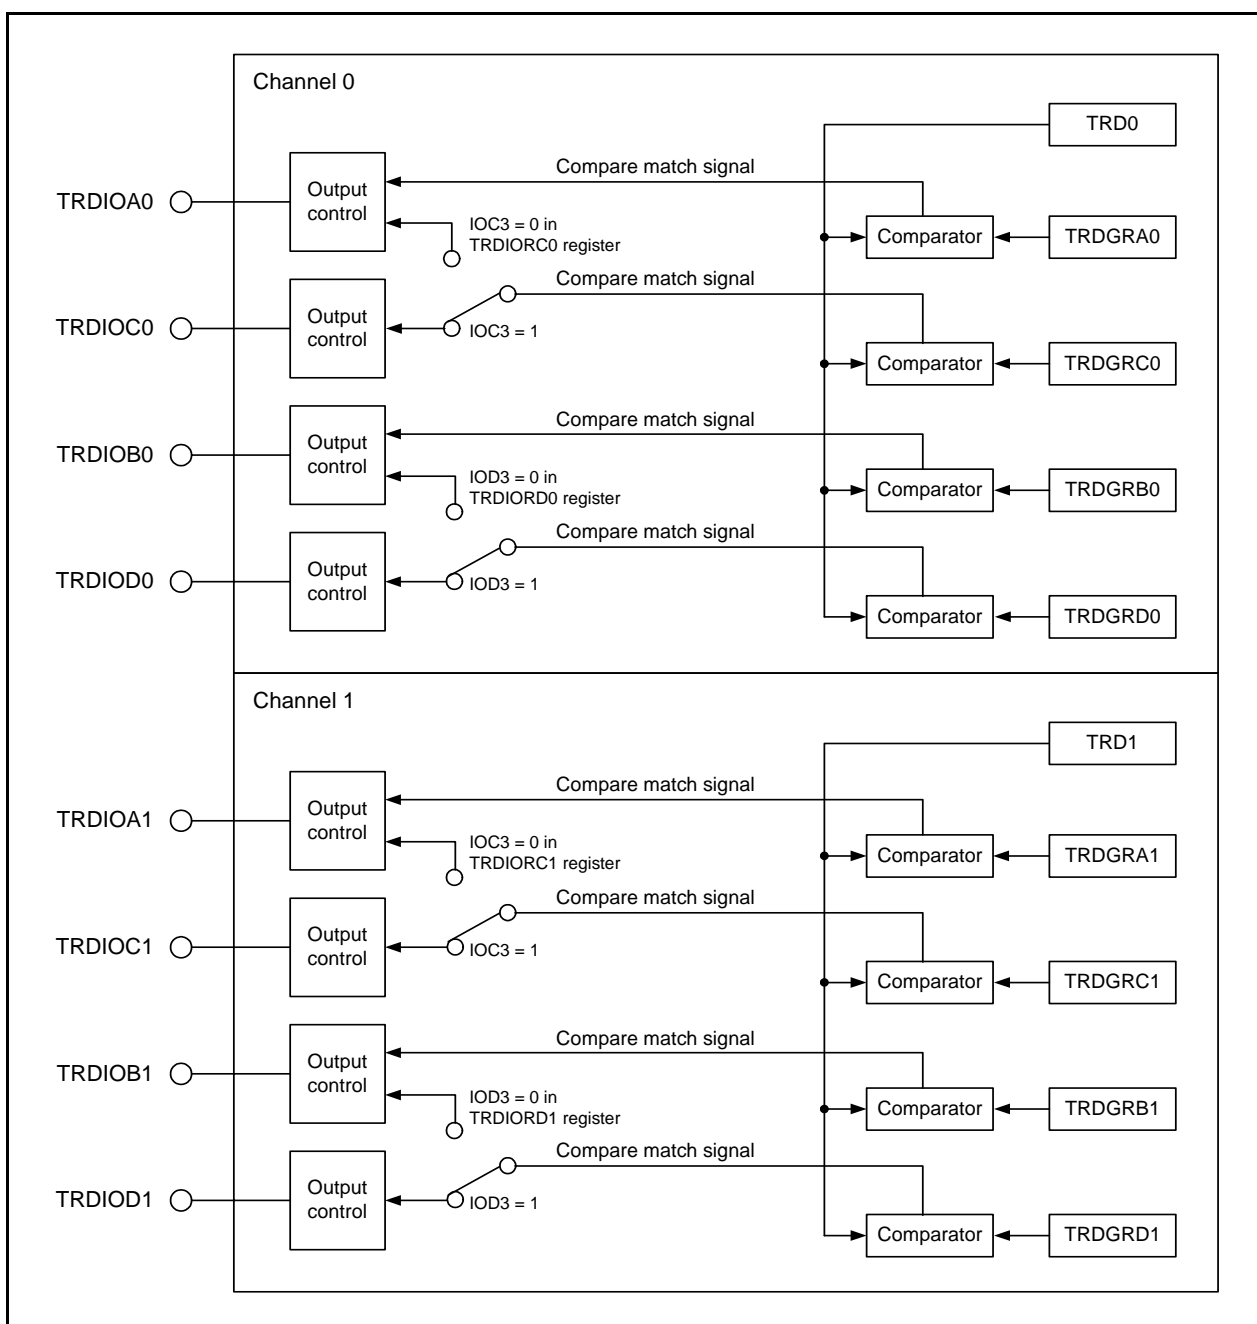 Channel 0
TRD0
Compare match signal
TRDIOA0
Output
control
IOC3 = 0 in
TRDIORC0 register
Comparator
TRDGRA0
Compare match signal
TRDIOC0
Output
control
IOC3 = 1
Comparator
TRDGRC0
Compare match signal
TRDIOB0
Output
control
IOD3 = 0 in
TRDIORD0 register
Comparator
TRDGRB0
Compare match signal
TRDIOD0
Output
control
IOD3 = 1
Comparator
TRDGRD0
Channel 1
TRD1
Compare match signal
TRDIOA1
Output
control
IOC3 = 0 in
TRDIORC1 register
Comparator
TRDGRA1
Compare match signal
TRDIOC1
Output
control
IOC3 = 1
Comparator
TRDGRC1
Compare match signal
TRDIOB1
Output
control
IOD3 = 0 in
TRDIORD1 register
Comparator
TRDGRB1
Compare match signal
TRDIOD1
Output
control
IOD3 = 1
Comparator
TRDGRD1